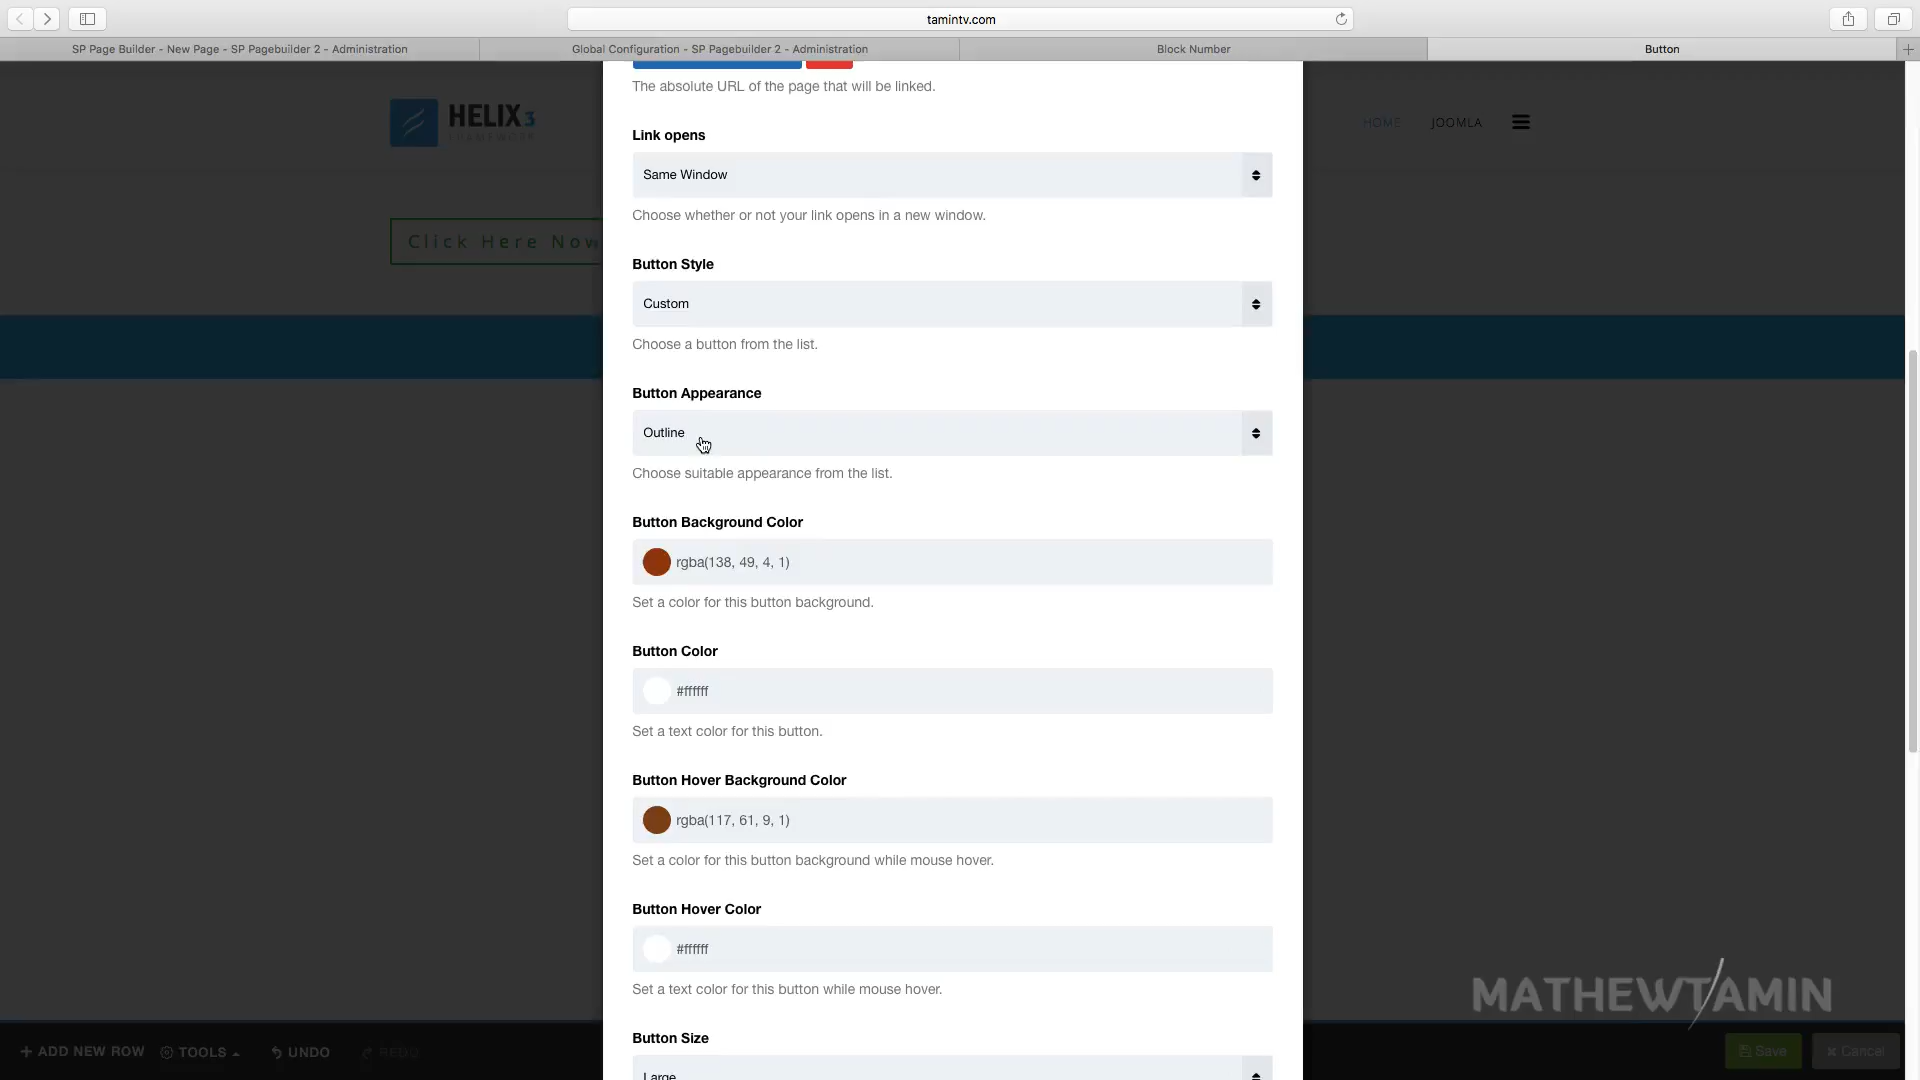 tamintv.com
SP Page Builder - New Page - SP Pagebuilder 2 - Administration
Global Configuration - SP Pagebuilder 2 - Administration
Block Number
Button
The absolute URL of the page that will be linked.
HELIX3
FRAMEWORK
HOME
JOOMLA
Link opens
Same Window
Choose whether or not your link opens in a new window.
Click Here Now
Button Style
Custom
Choose a button from the list.
Button Appearance
Outline
Choose suitable appearance from the list.
Button Background Color
rgba(138, 49, 4, 1)
Set a color for this button background.
Button Color
#ffffff
Set a text color for this button.
Button Hover Background Color
rgba(117, 61, 9, 1)
Set a color for this button background while mouse hover.
Button Hover Color
#ffffff
Set a text color for this button while mouse hover.
MATHEWTAMIN
Button Size
Large
ADD NEW ROW
TOOLS
UNDO
REDO
Save
Cancel